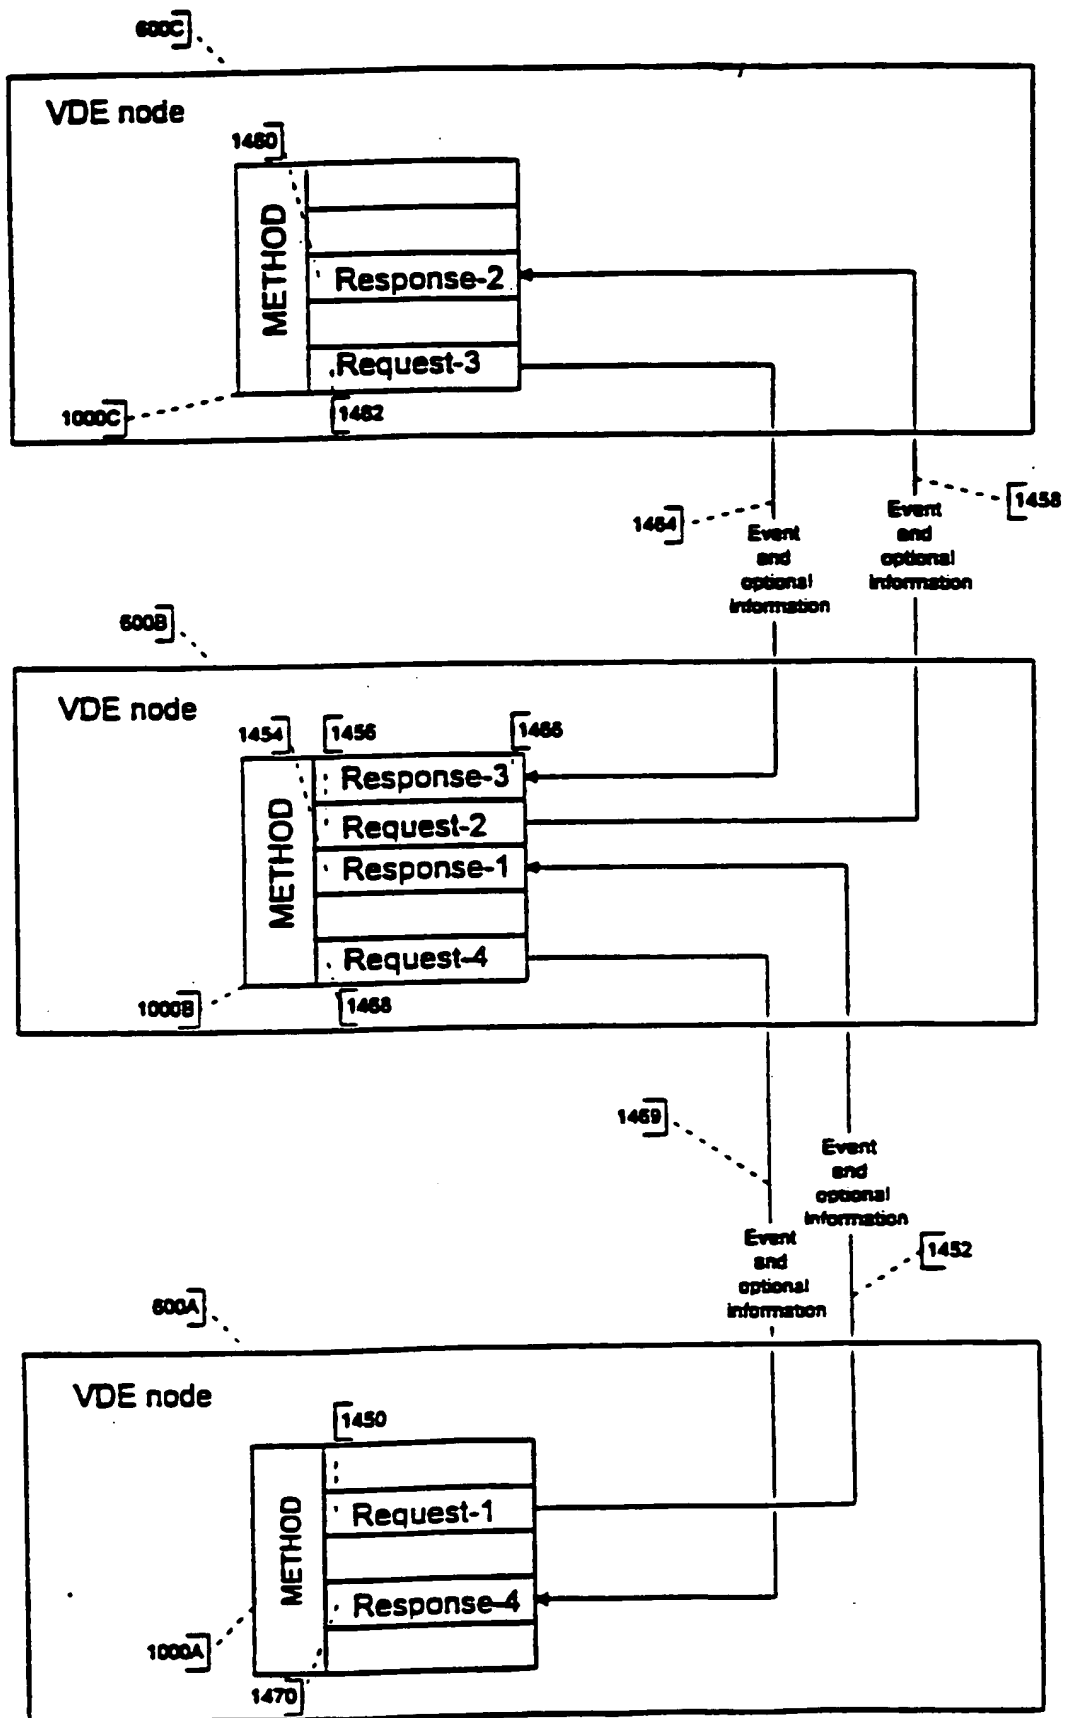 600C
VDE node
1460
METHOD
Response-2
Request-3
1000C
1462
1464
1458
Event
and
optional
information
Event
and
optional
information
600B
VDE node
1454
1456
1466
METHOD
Response-3
Request-2
Response-1
Request-4
1000B
1468
1469
Event
and
optional
information
1452
Event
and
optional
information
600A
VDE node
1450
METHOD
Request-1
Response-4
1000A
1470